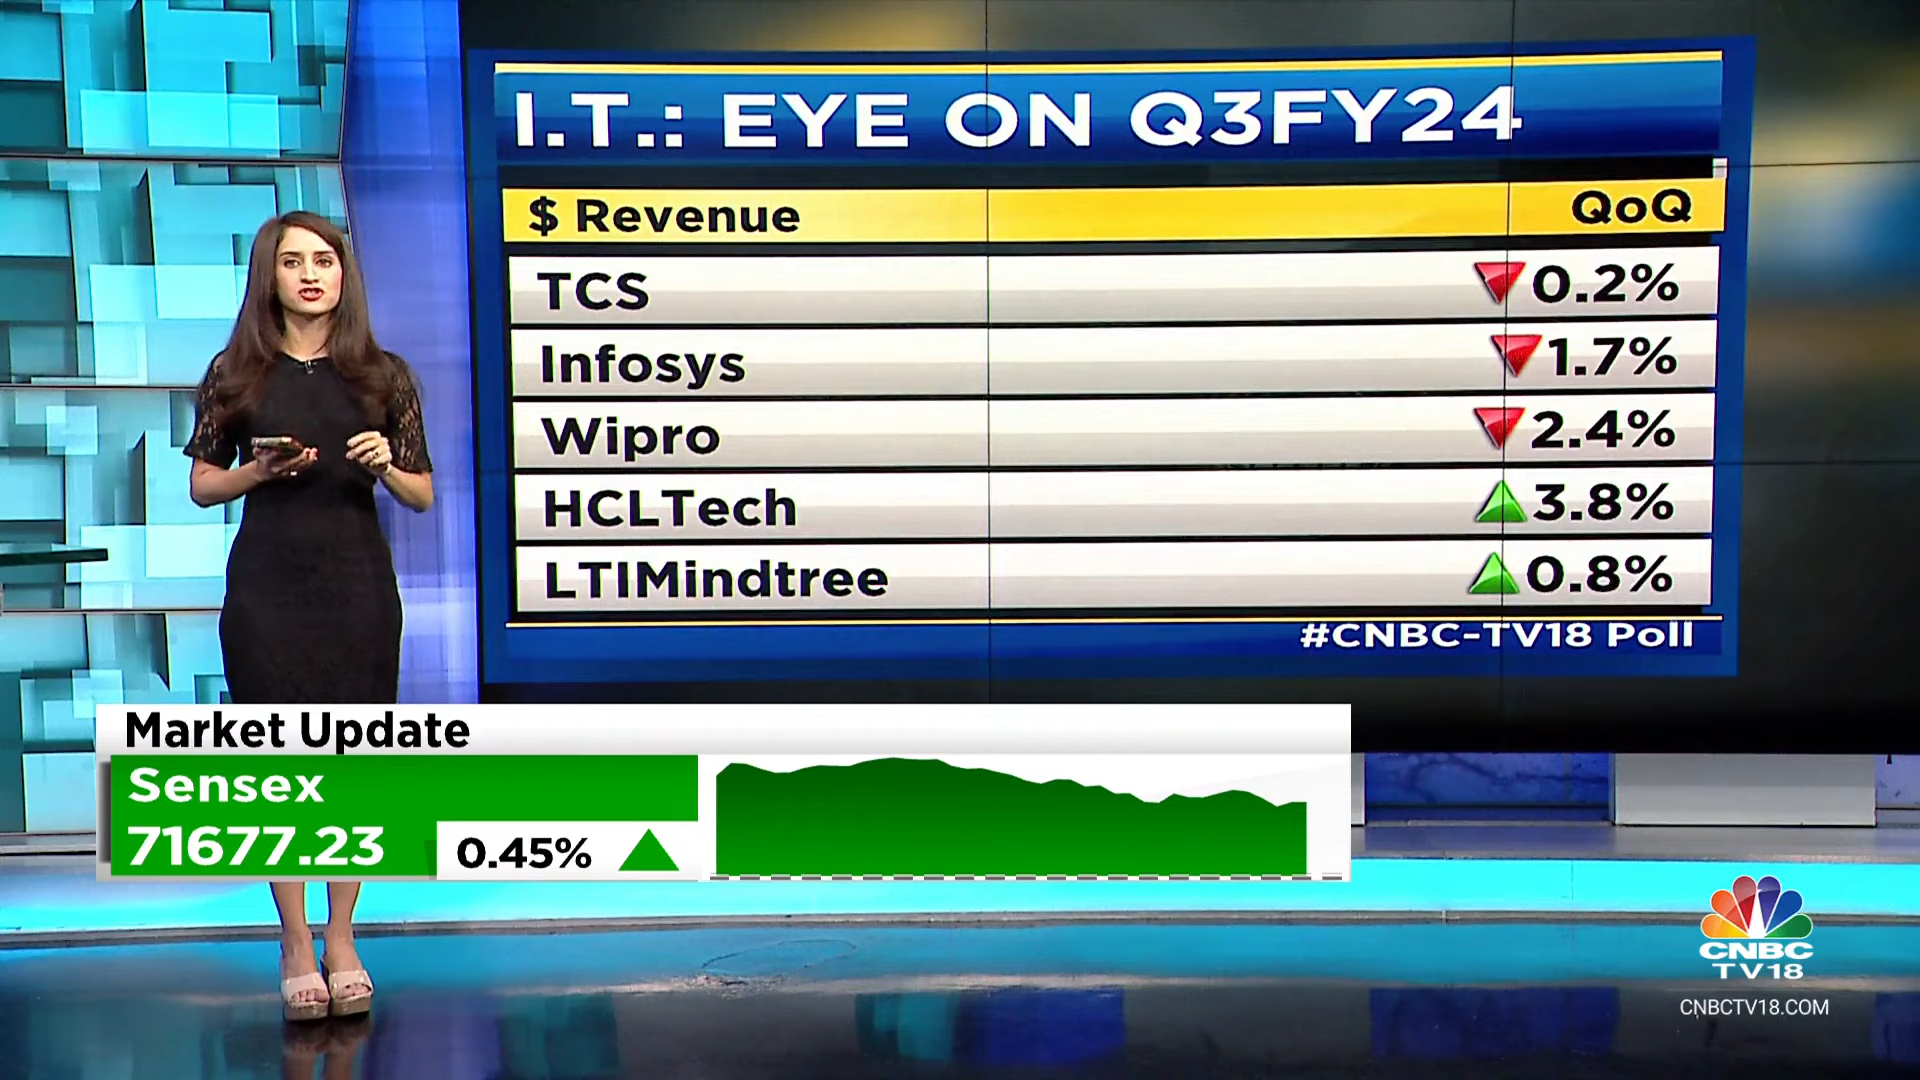 I.T.: EYE ON Q3FY24
$ Revenue QoQ
TCS 0.2%
Infosys 1.7%
Wipro 2.4%
HCLTech 3.8%
LTIMindtree 0.8%
#CNBC-TV18 Poll
Market Update
Sensex
71677.23 0.45%
CNBC
TV18
CNBCTV18.COM